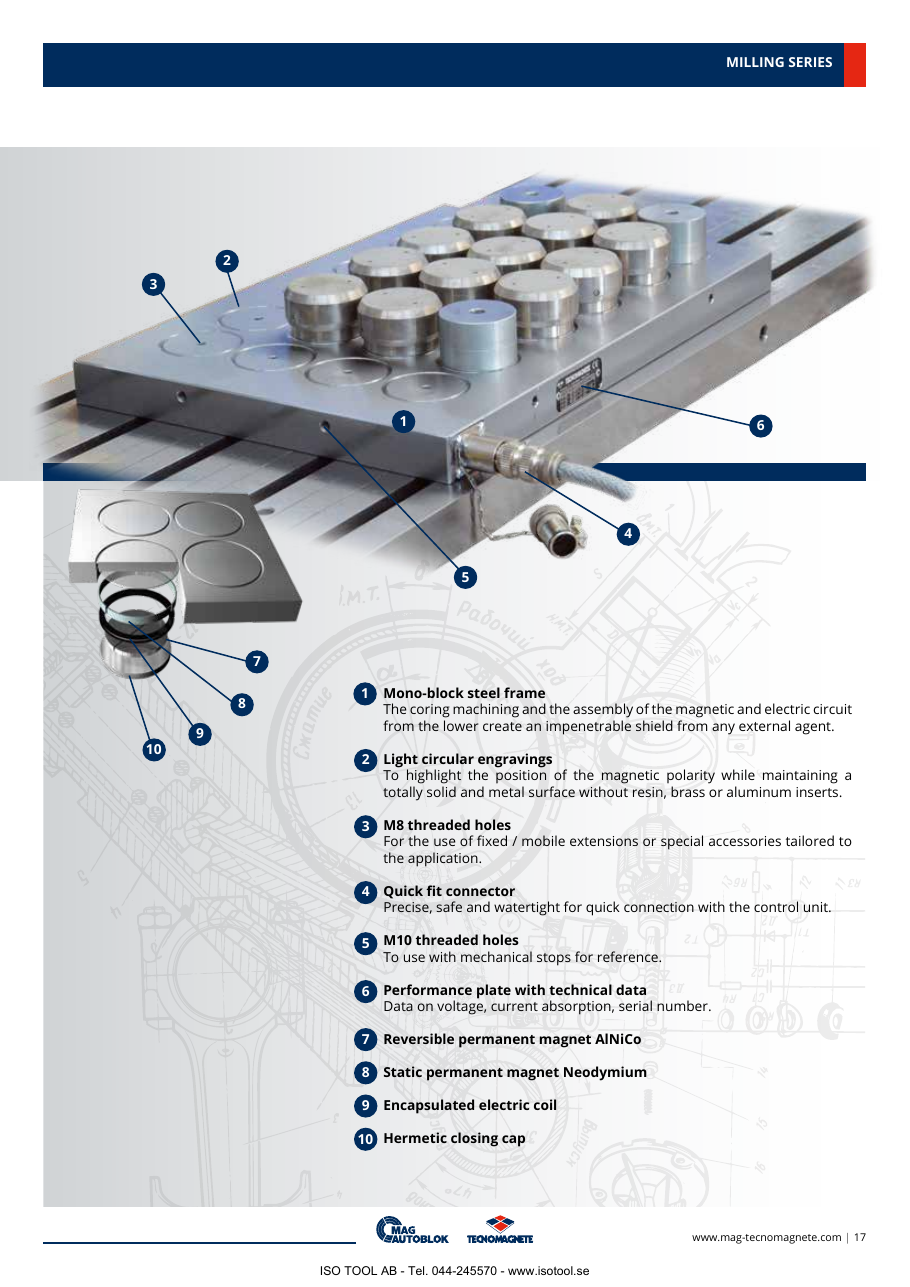 MILLING SERIES
2
3
1
6
4
5
7
8
9
10
TECNOMAGNETE
I.M.T.
Рабочий
ход
Сжатие
1 Mono-block steel frame
The coring machining and the assembly of the magnetic and electric circuit
from the lower create an impenetrable shield from any external agent.
2 Light circular engravings
To highlight the position of the magnetic polarity while maintaining a
totally solid and metal surface without resin, brass or aluminum inserts.
3 M8 threaded holes
For the use of fixed / mobile extensions or special accessories tailored to
the application.
4 Quick fit connector
Precise, safe and watertight for quick connection with the control unit.
5 M10 threaded holes
To use with mechanical stops for reference.
6 Performance plate with technical data
Data on voltage, current absorption, serial number.
7 Reversible permanent magnet AlNiCo
8 Static permanent magnet Neodymium
9 Encapsulated electric coil
10 Hermetic closing cap
Выпуск
MAG
AUTOBLOK
TECNOMAGNETE
www.mag-tecnomagnete.com | 17
ISO TOOL AB - Tel. 044-245570 - www.isotool.se